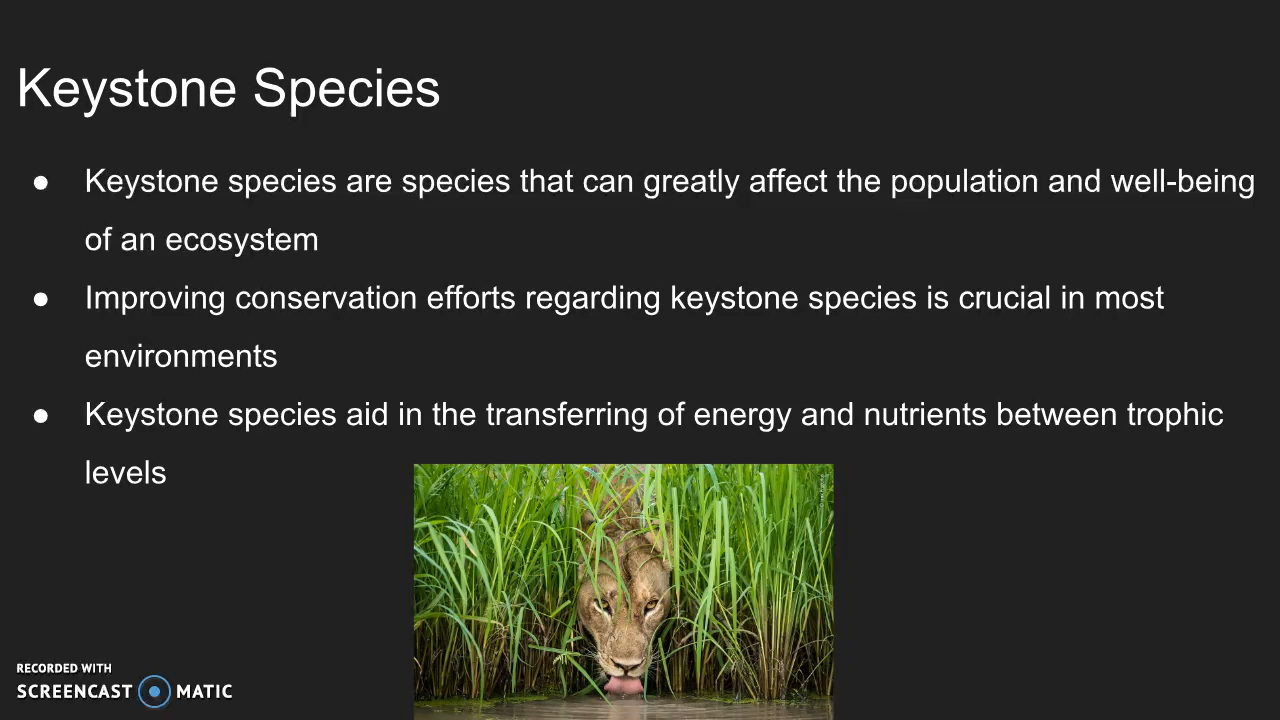 Keystone Species
● Keystone species are species that can greatly affect the population and well-being
of an ecosystem
● Improving conservation efforts regarding keystone species is crucial in most
environments
● Keystone species aid in the transferring of energy and nutrients between trophic
levels
RECORDED WITH
SCREENCAST MATIC